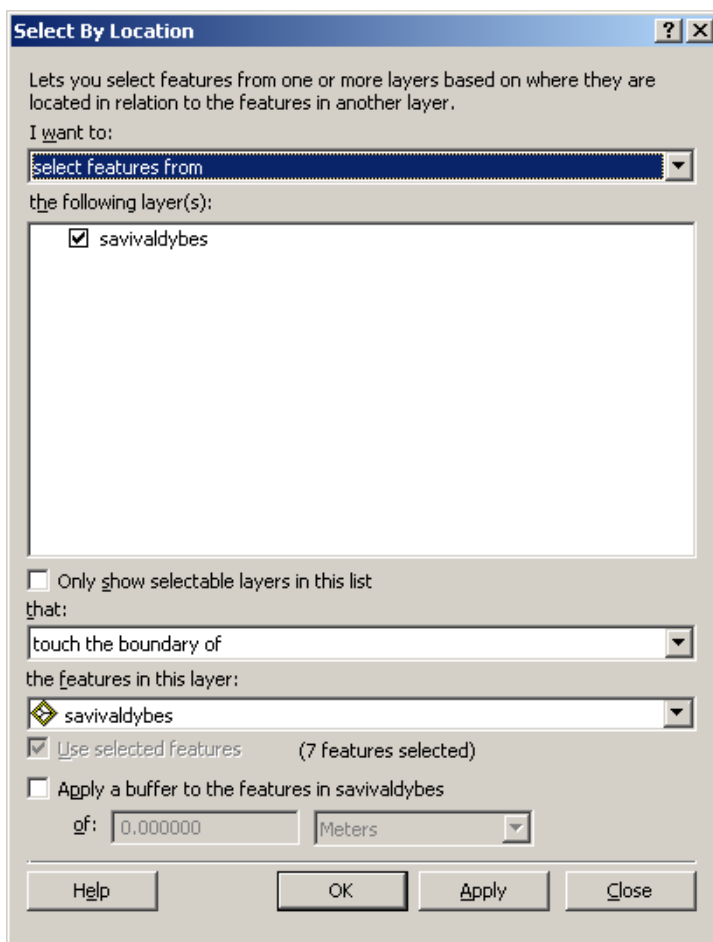 Select By Location
Lets you select features from one or more layers based on where they are
located in relation to the features in another layer.
I want to:
select features from
the following layer(s):
savivaldybes
Only show selectable layers in this list
that:
touch the boundary of
the features in this layer:
savivaldybes
Use selected features (7 features selected)
Apply a buffer to the features in savivaldybes
of: 0.000000 Meters
Help OK Apply Close